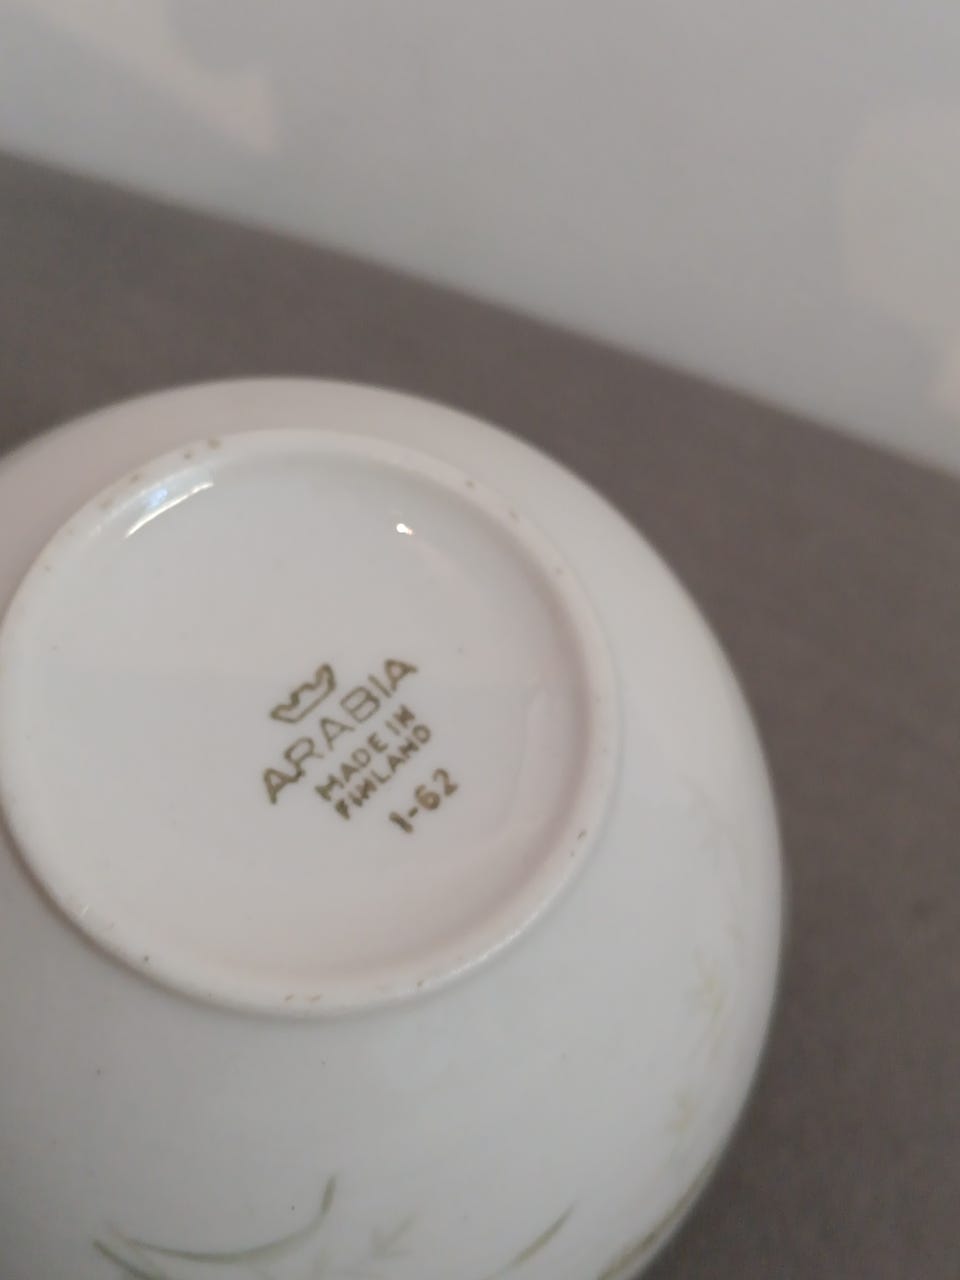 ARABIA
MADE IN
FINLAND
1-62